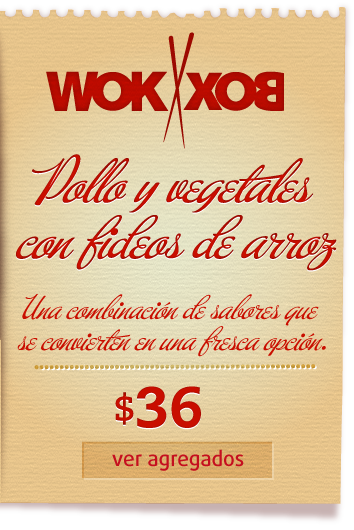 WOK XOB
Pollo y vegetales
con fideos de arroz
Una combinación de sabores que
se convierten en una fresca opción.
$36
ver agregados